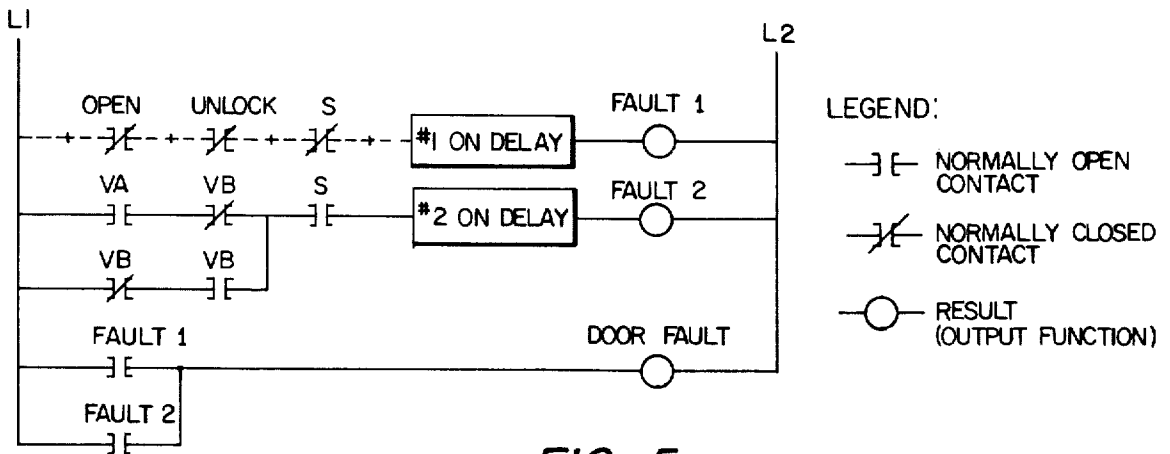 L1
L2
OPEN UNLOCK S
#1 ON DELAY
FAULT 1
VA VB S
#2 ON DELAY
FAULT 2
VB VB
FAULT 1
DOOR FAULT
FAULT 2
LEGEND:
NORMALLY OPEN
CONTACT
NORMALLY CLOSED
CONTACT
RESULT
(OUTPUT FUNCTION)